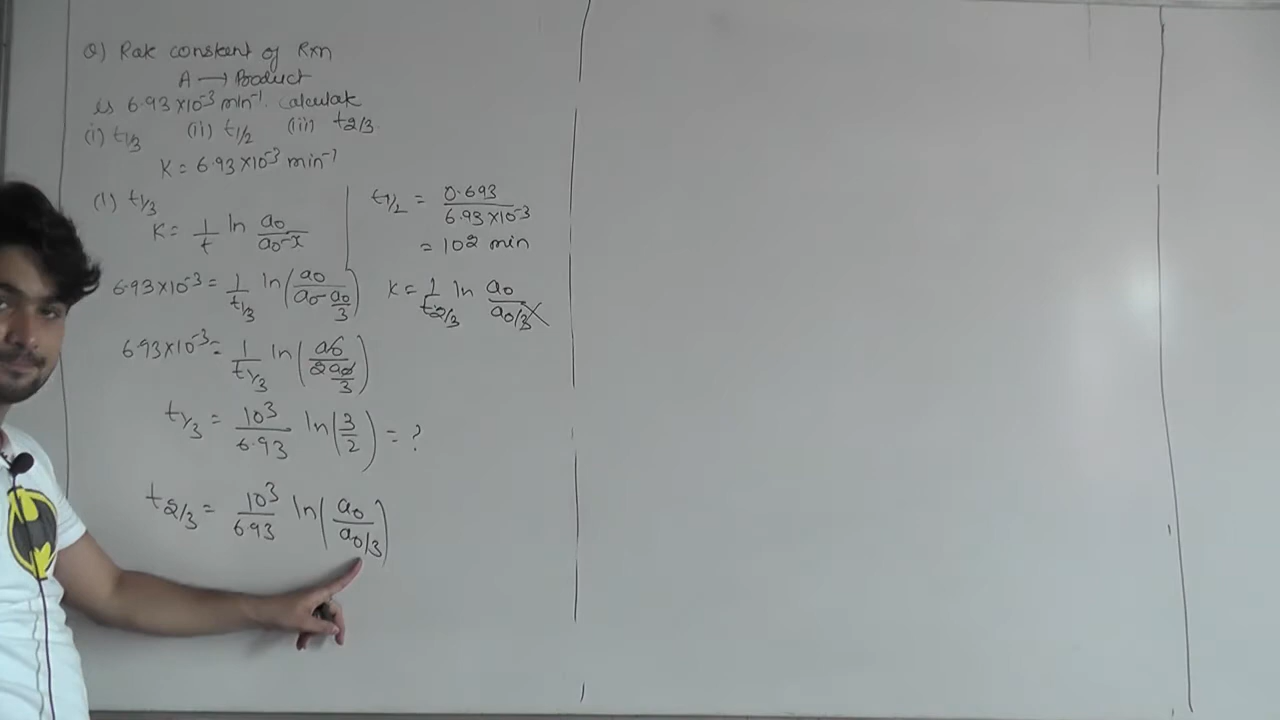 Q) Rate constant of Rxn
A → Product
is 6.93×10⁻³ min⁻¹. Calculate
(i) t1/3 (ii) t1/2 (iii) t2/3.
K = 6.93×10⁻³ min⁻¹
(1) t1/3
K = 1/t ln a₀/(a₀-x)
6.93×10⁻³ = 1/t1/3 ln(a₀/(a₀-a₀/3))
6.93×10⁻³ = 1/t1/3 ln(a₀/(2a₀/3))
t1/3 = 10³/6.93 ln(3/2) = ?
t2/3 = 10³/6.93 ln(a₀/(a₀/3))
t1/2 = 0.693/(6.93×10⁻³)
= 10² min
K = 1/t2/3 ln a₀/(a₀/3)